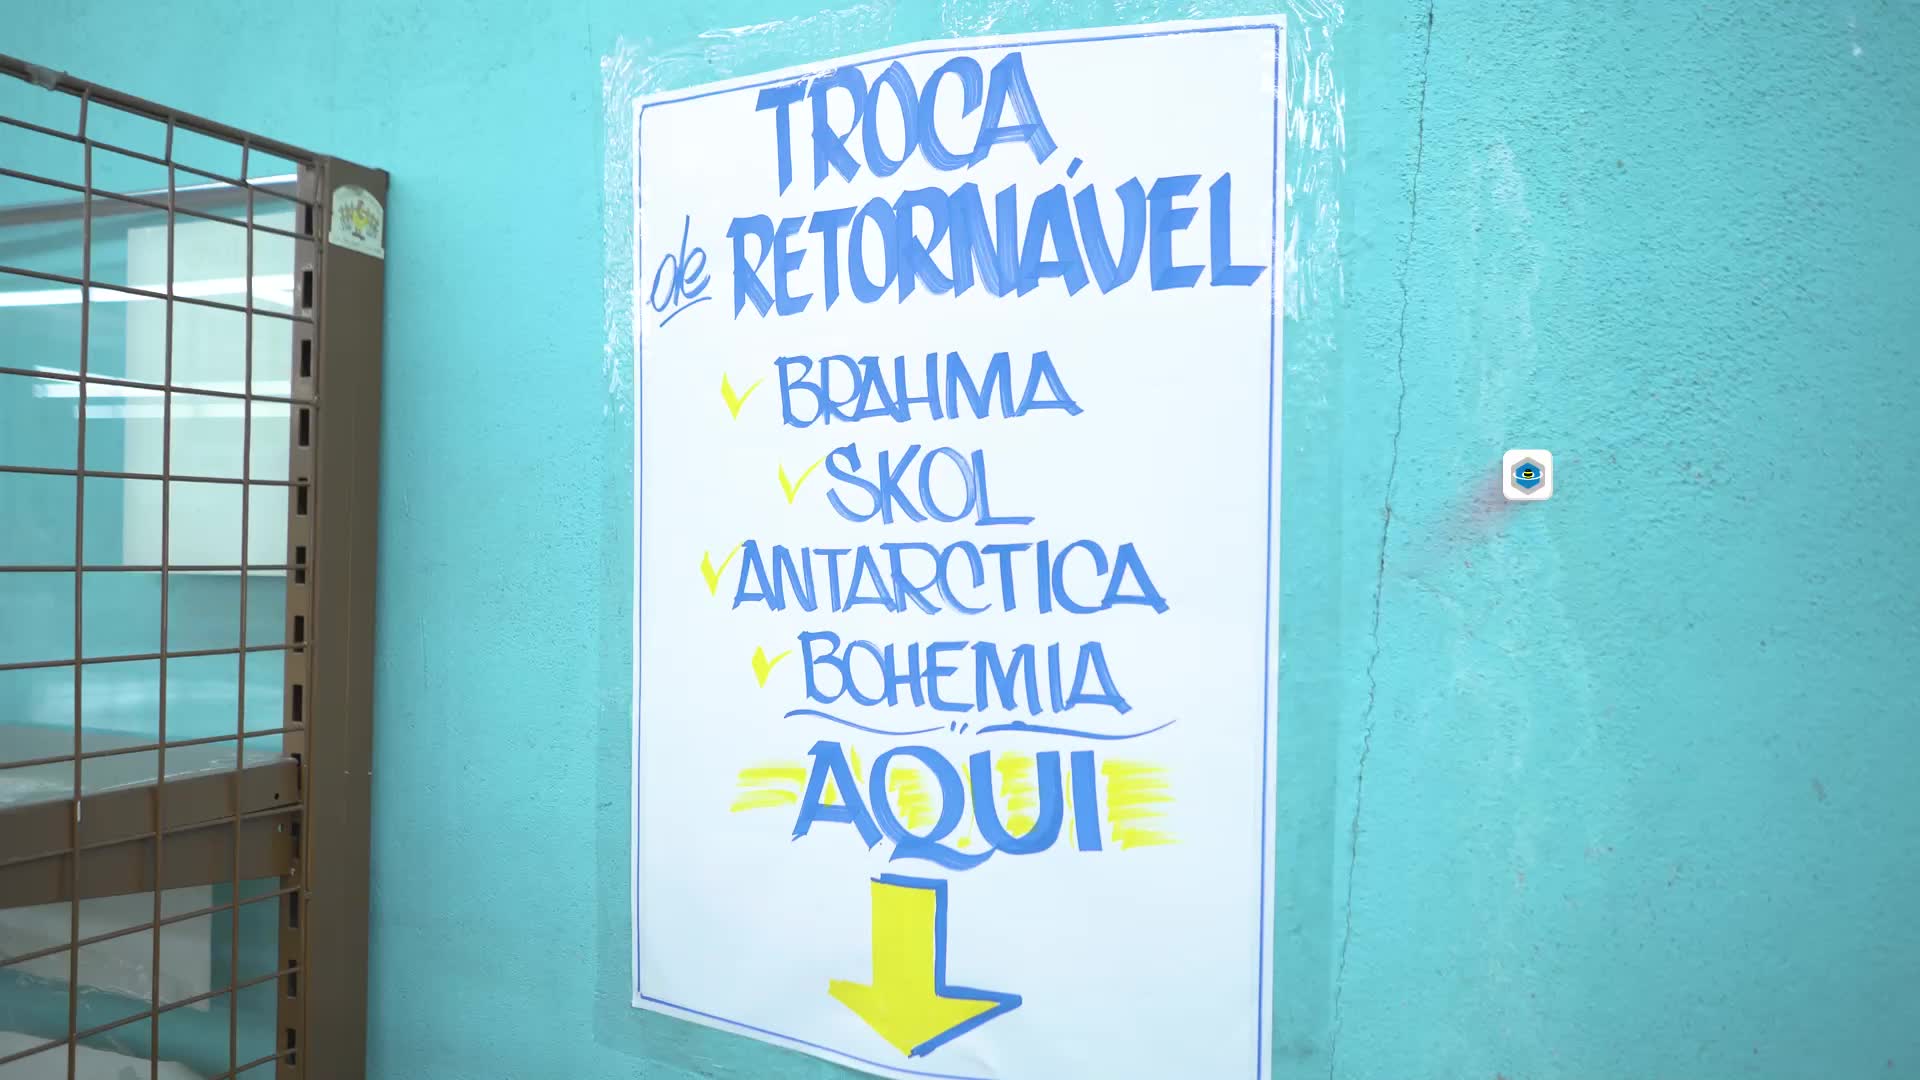 TROCA
de RETORNÁVEL
BRAHMA
SKOL
ANTARCTICA
BOHEMIA
AQUI